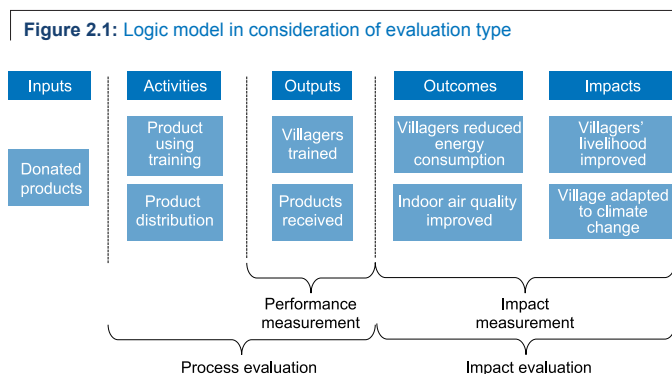 Figure 2.1: Logic model in consideration of evaluation type
Inputs
Activities
Outputs
Outcomes
Impacts
Donated
products
Product
using
training
Product
distribution
Villagers
trained
Products
received
Villagers reduced
energy
consumption
Indoor air quality
improved
Villagers'
livelihood
improved
Village adapted
to climate
change
Performance
measurement
Impact
measurement
Process evaluation
Impact evaluation